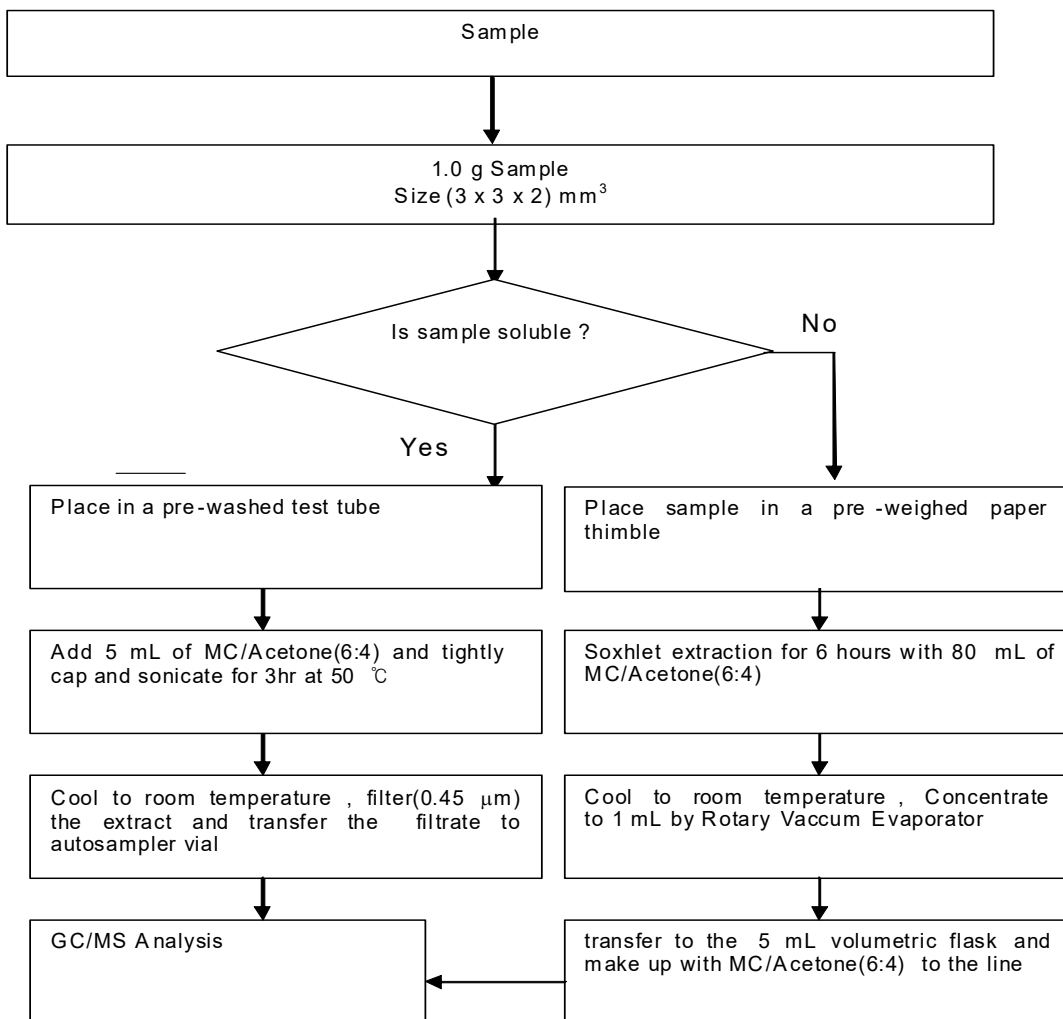 Sample
1.0 g Sample
Size (3 x 3 x 2) mm³
Is sample soluble ?
No
Yes
Place in a pre-washed test tube
Place sample in a pre-weighed paper
thimble
Add 5 mL of MC/Acetone(6:4) and tightly
cap and sonicate for 3hr at 50 ℃
Soxhlet extraction for 6 hours with 80 mL of
MC/Acetone(6:4)
Cool to room temperature , filter(0.45 μm)
the extract and transfer the filtrate to
autosampler vial
Cool to room temperature , Concentrate
to 1 mL by Rotary Vaccum Evaporator
GC/MS Analysis
transfer to the 5 mL volumetric flask and
make up with MC/Acetone(6:4) to the line